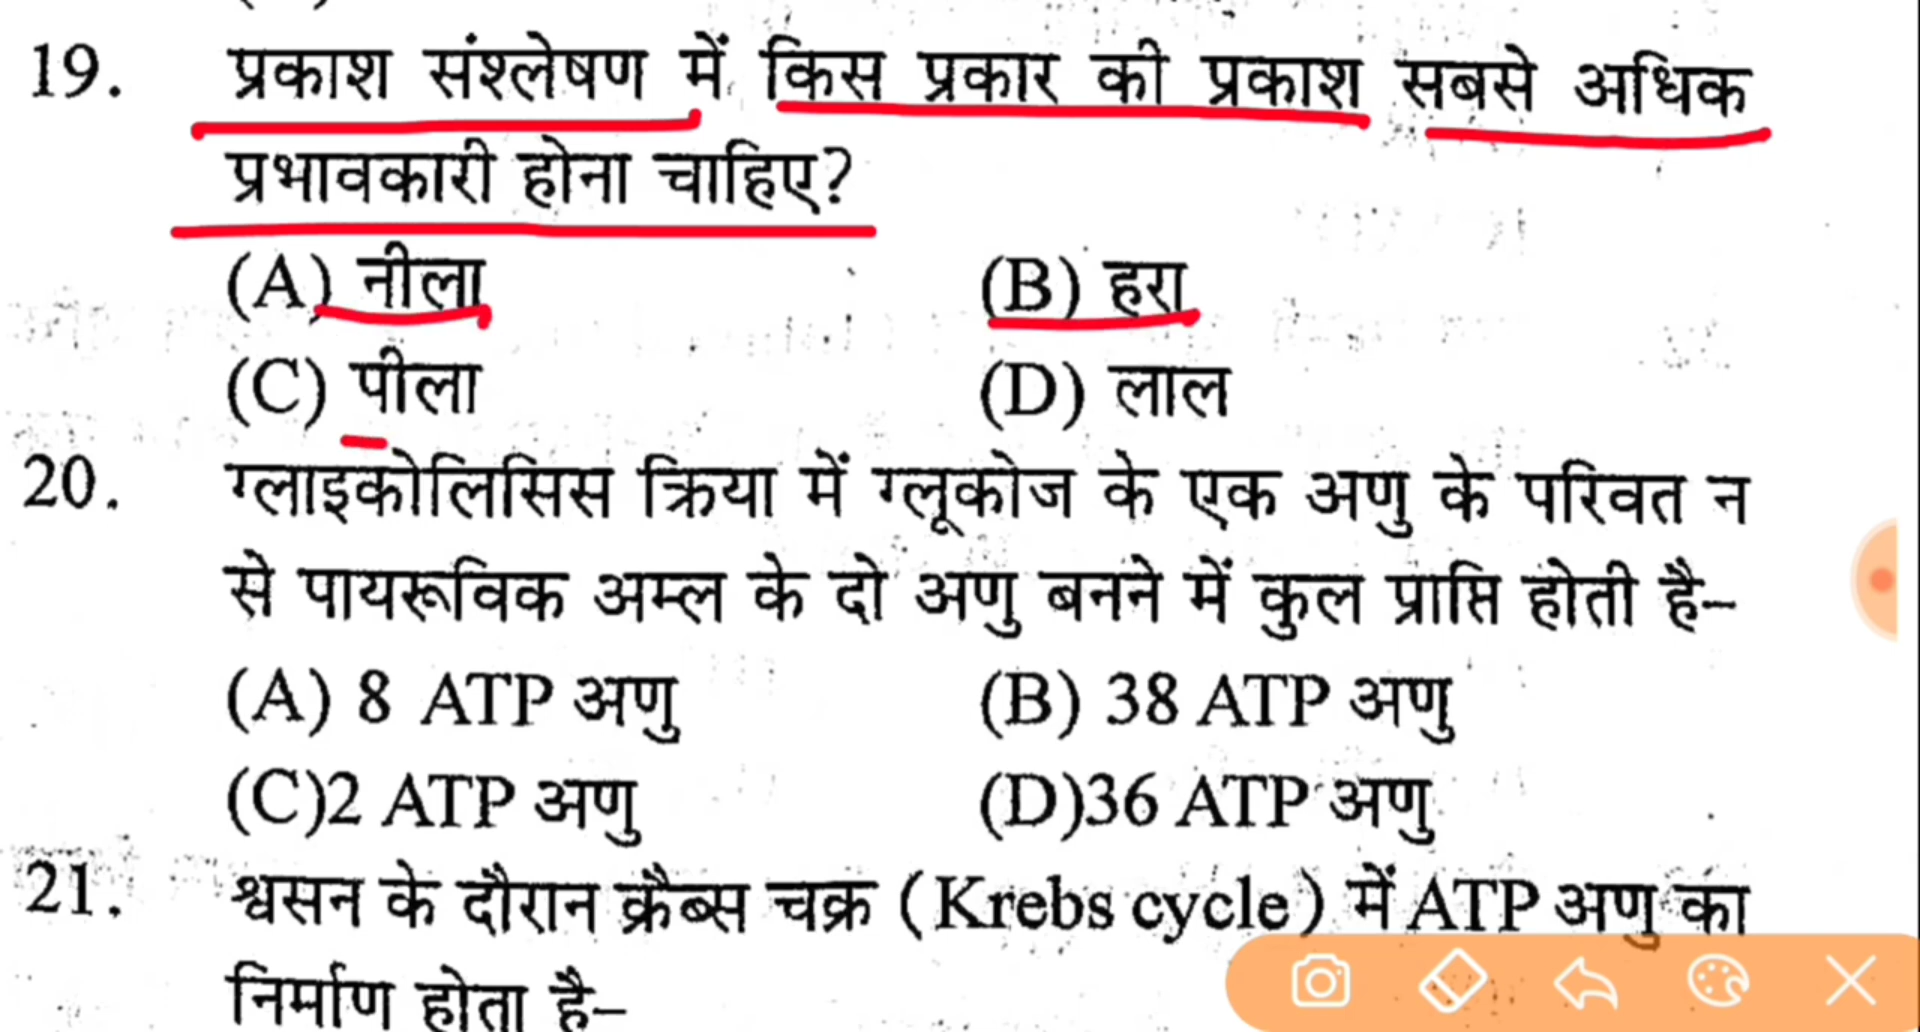 19. प्रकाश संश्लेषण में किस प्रकार की प्रकाश सबसे अधिक
प्रभावकारी होना चाहिए?
(A) नीला (B) हरा
(C) पीला (D) लाल
20. ग्लाइकोलिसिस क्रिया में ग्लूकोज के एक अणु के परिवत न
से पायरूविक अम्ल के दो अणु बनने में कुल प्राप्ति होती है–
(A) 8 ATP अणु (B) 38 ATP अणु
(C)2 ATP अणु (D)36 ATP अणु
21. श्वसन के दौरान क्रैब्स चक्र (Krebs cycle) में ATP अणु का
निर्माण होता है–